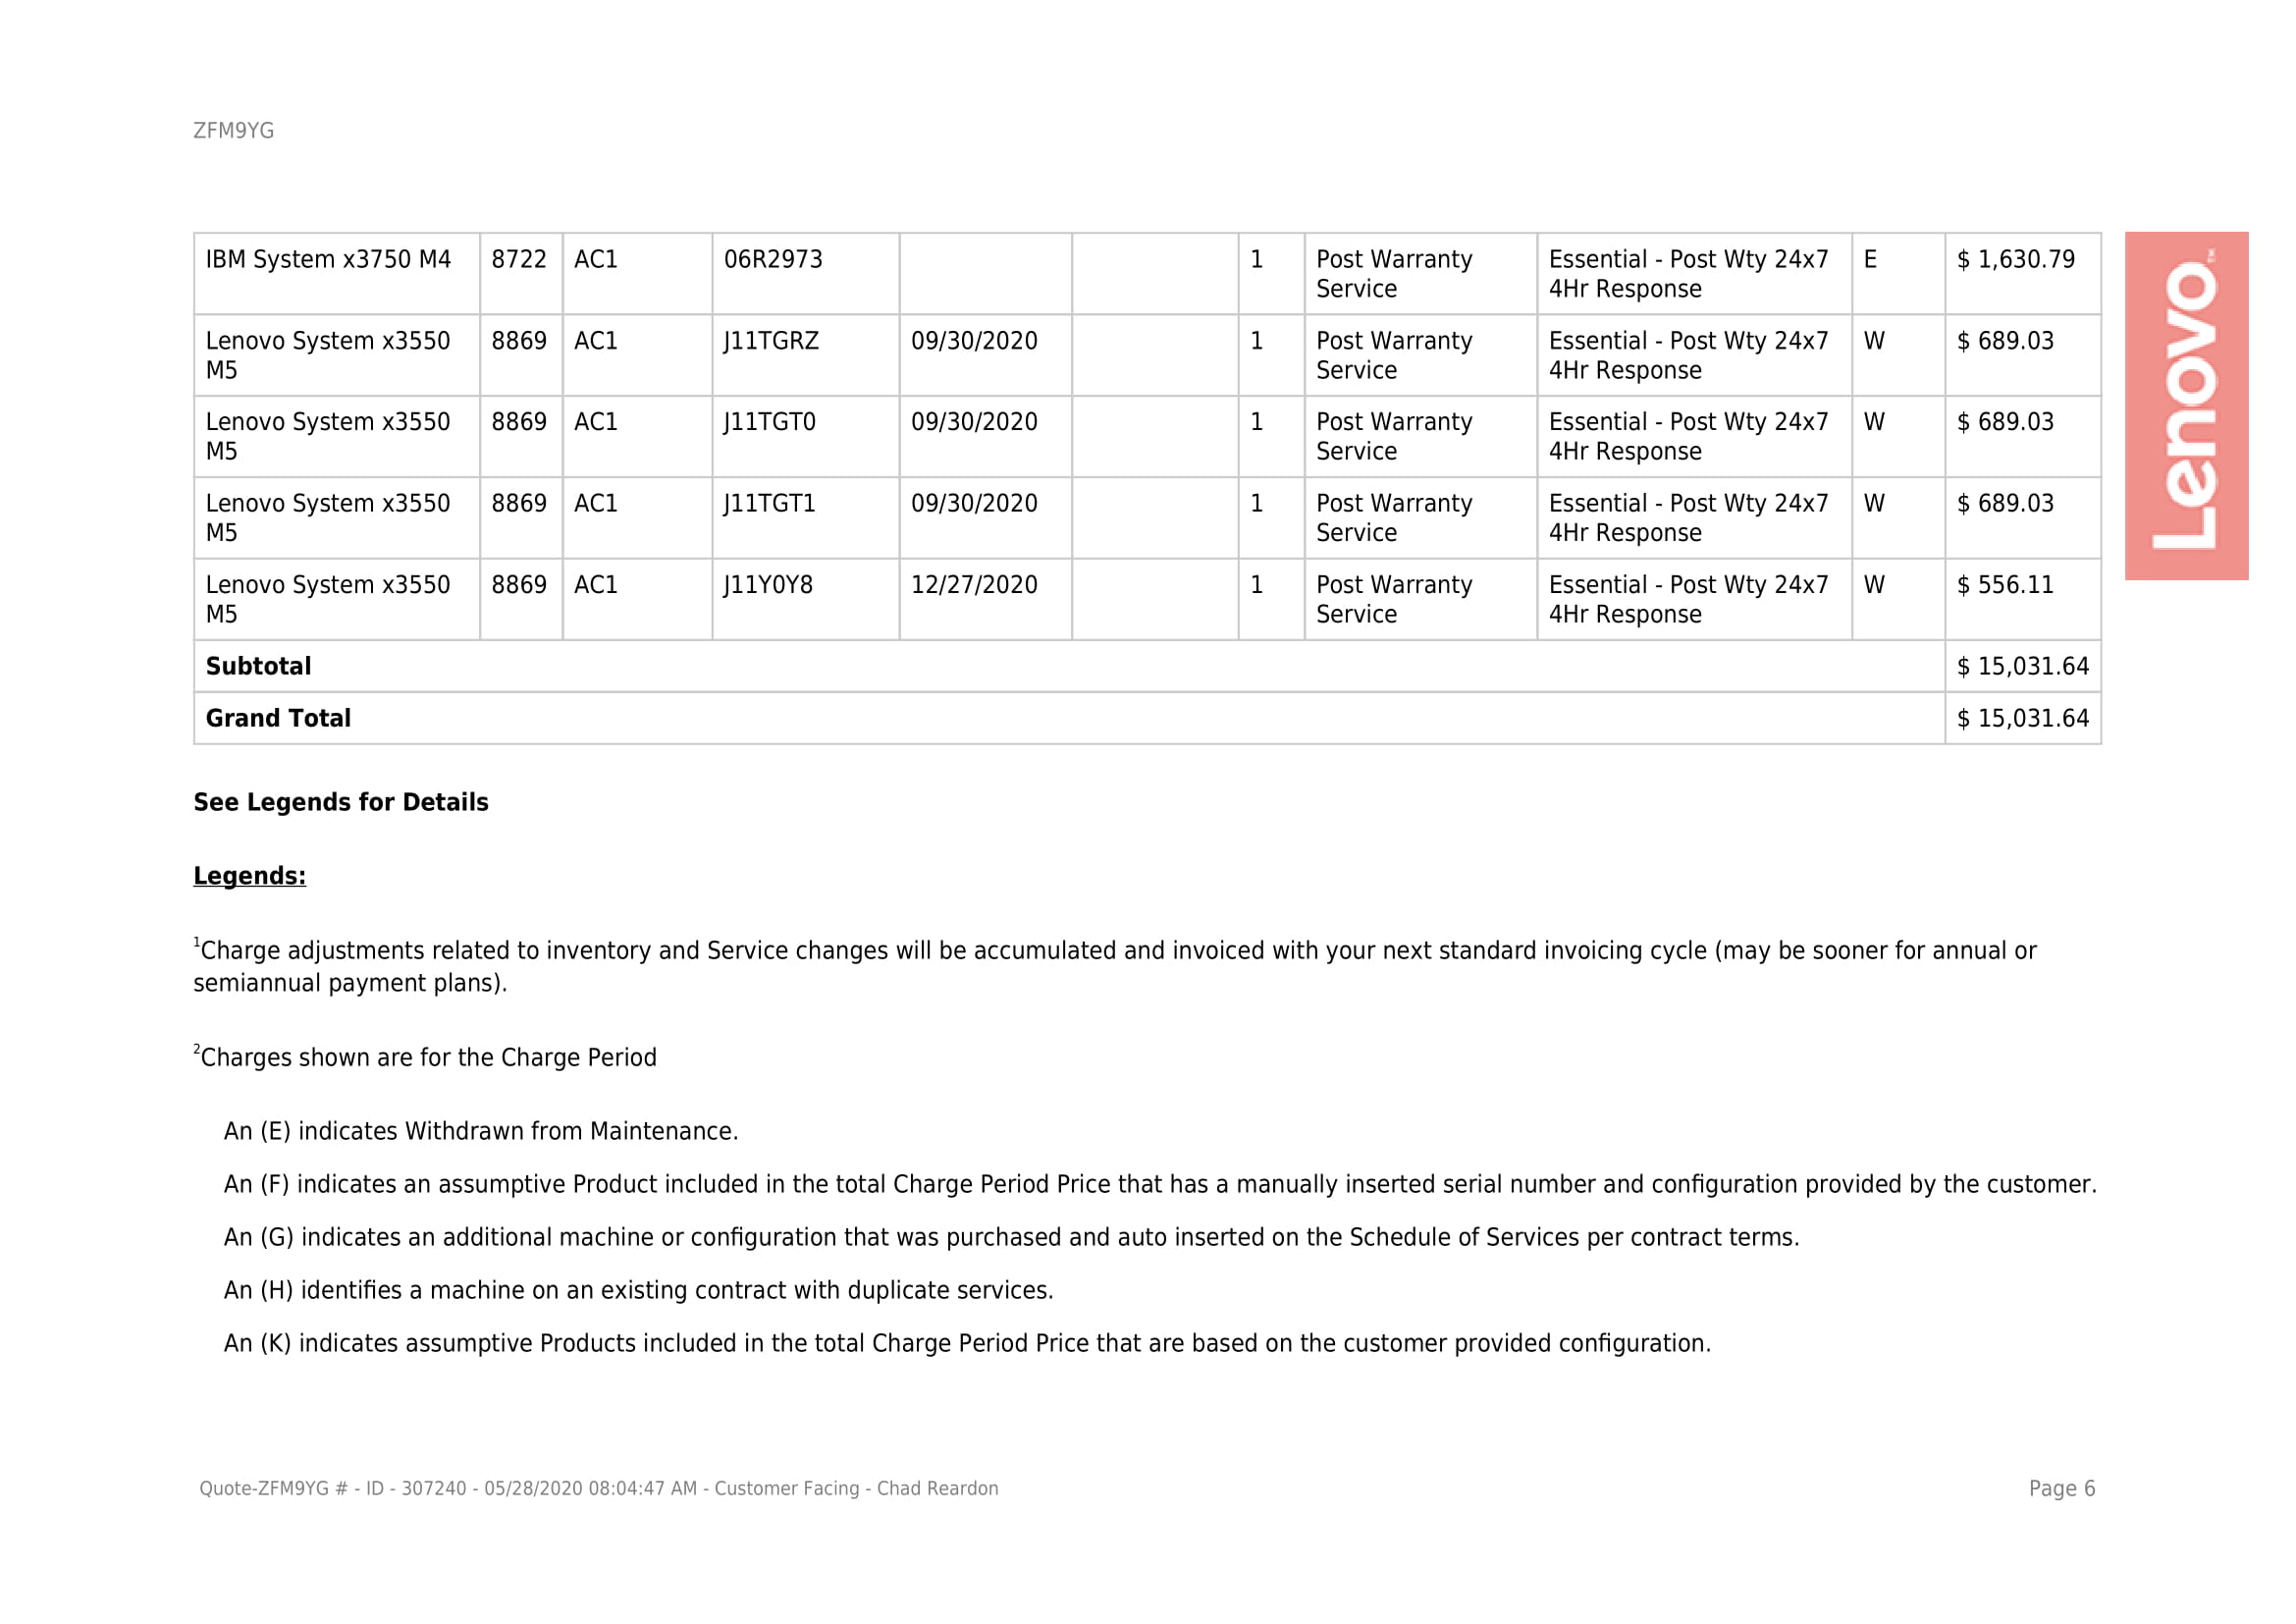 ZFM9YG
IBM System x3750 M4 8722 AC1 06R2973 1 Post Warranty Service Essential - Post Wty 24x7 4Hr Response E $ 1,630.79
Lenovo System x3550 M5 8869 AC1 J11TGRZ 09/30/2020 1 Post Warranty Service Essential - Post Wty 24x7 4Hr Response W $ 689.03
Lenovo System x3550 M5 8869 AC1 J11TGT0 09/30/2020 1 Post Warranty Service Essential - Post Wty 24x7 4Hr Response W $ 689.03
Lenovo System x3550 M5 8869 AC1 J11TGT1 09/30/2020 1 Post Warranty Service Essential - Post Wty 24x7 4Hr Response W $ 689.03
Lenovo System x3550 M5 8869 AC1 J11Y0Y8 12/27/2020 1 Post Warranty Service Essential - Post Wty 24x7 4Hr Response W $ 556.11
Subtotal $ 15,031.64
Grand Total $ 15,031.64
Lenovo™
See Legends for Details
Legends:
1Charge adjustments related to inventory and Service changes will be accumulated and invoiced with your next standard invoicing cycle (may be sooner for annual or
semiannual payment plans).
2Charges shown are for the Charge Period
An (E) indicates Withdrawn from Maintenance.
An (F) indicates an assumptive Product included in the total Charge Period Price that has a manually inserted serial number and configuration provided by the customer.
An (G) indicates an additional machine or configuration that was purchased and auto inserted on the Schedule of Services per contract terms.
An (H) identifies a machine on an existing contract with duplicate services.
An (K) indicates assumptive Products included in the total Charge Period Price that are based on the customer provided configuration.
Quote-ZFM9YG # - ID - 307240 - 05/28/2020 08:04:47 AM - Customer Facing - Chad Reardon
Page 6